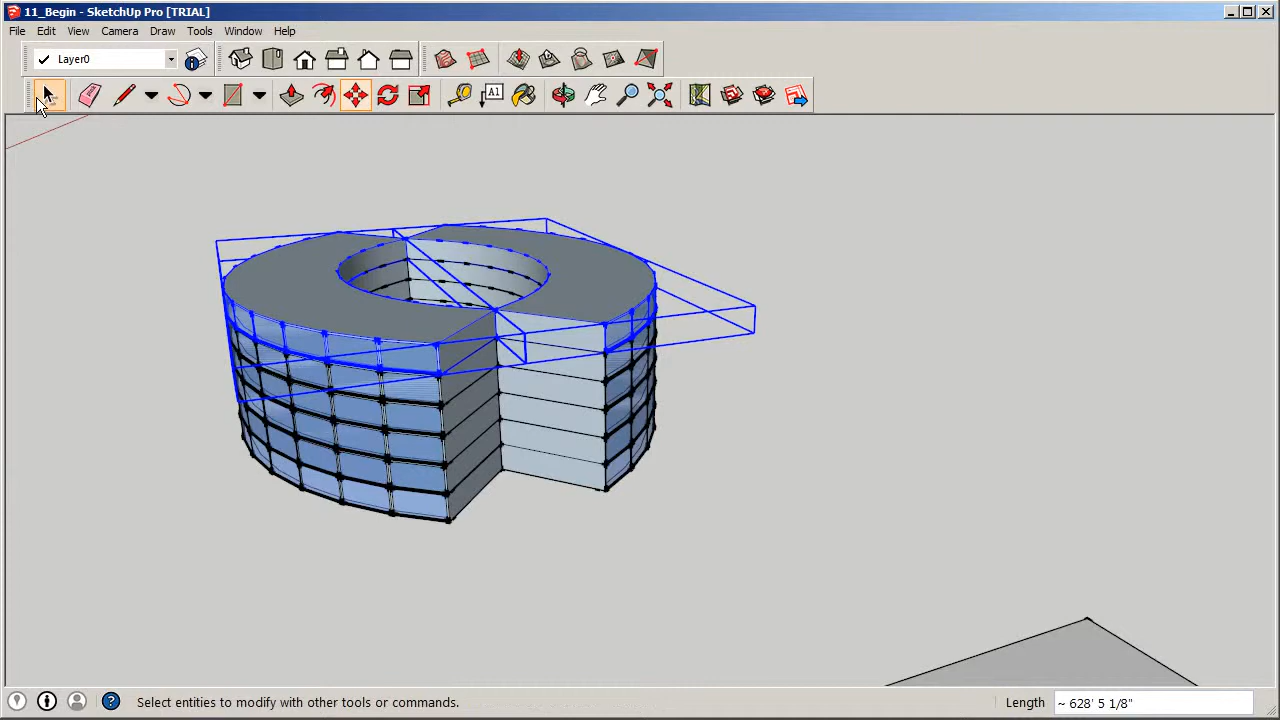 11_Begin - SketchUp Pro [TRIAL]
File Edit View Camera Draw Tools Window Help
Layer0
A1
Select entities to modify with other tools or commands.
Length ~ 628' 5 1/8"